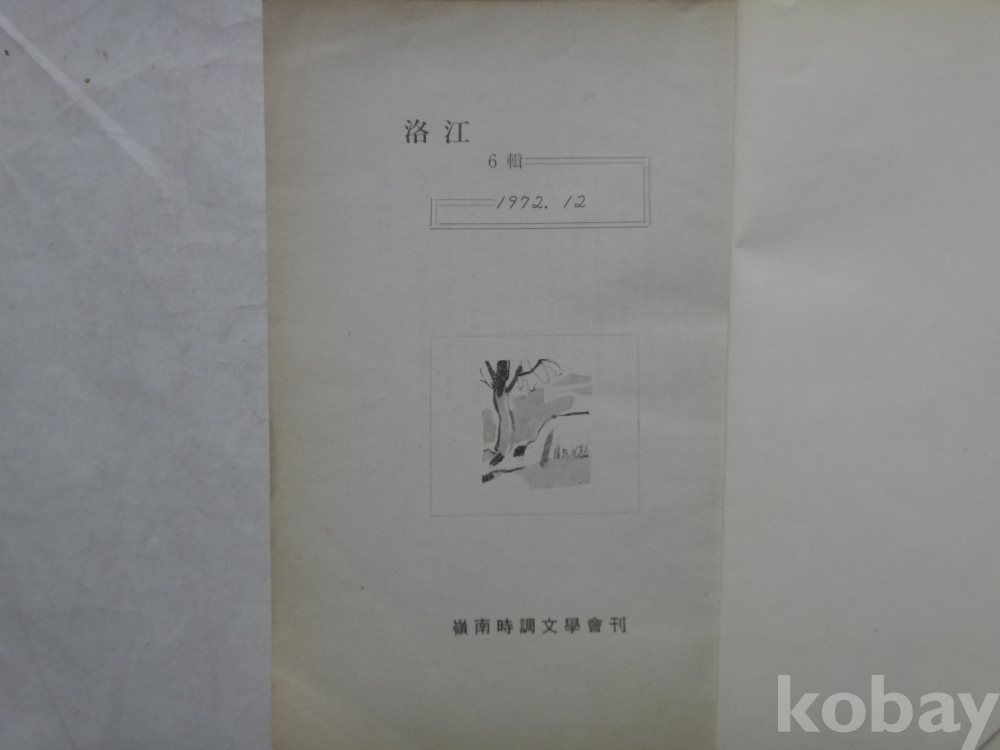 洛江
6輯
1972. 12
嶺南時調文學會刊
kobay